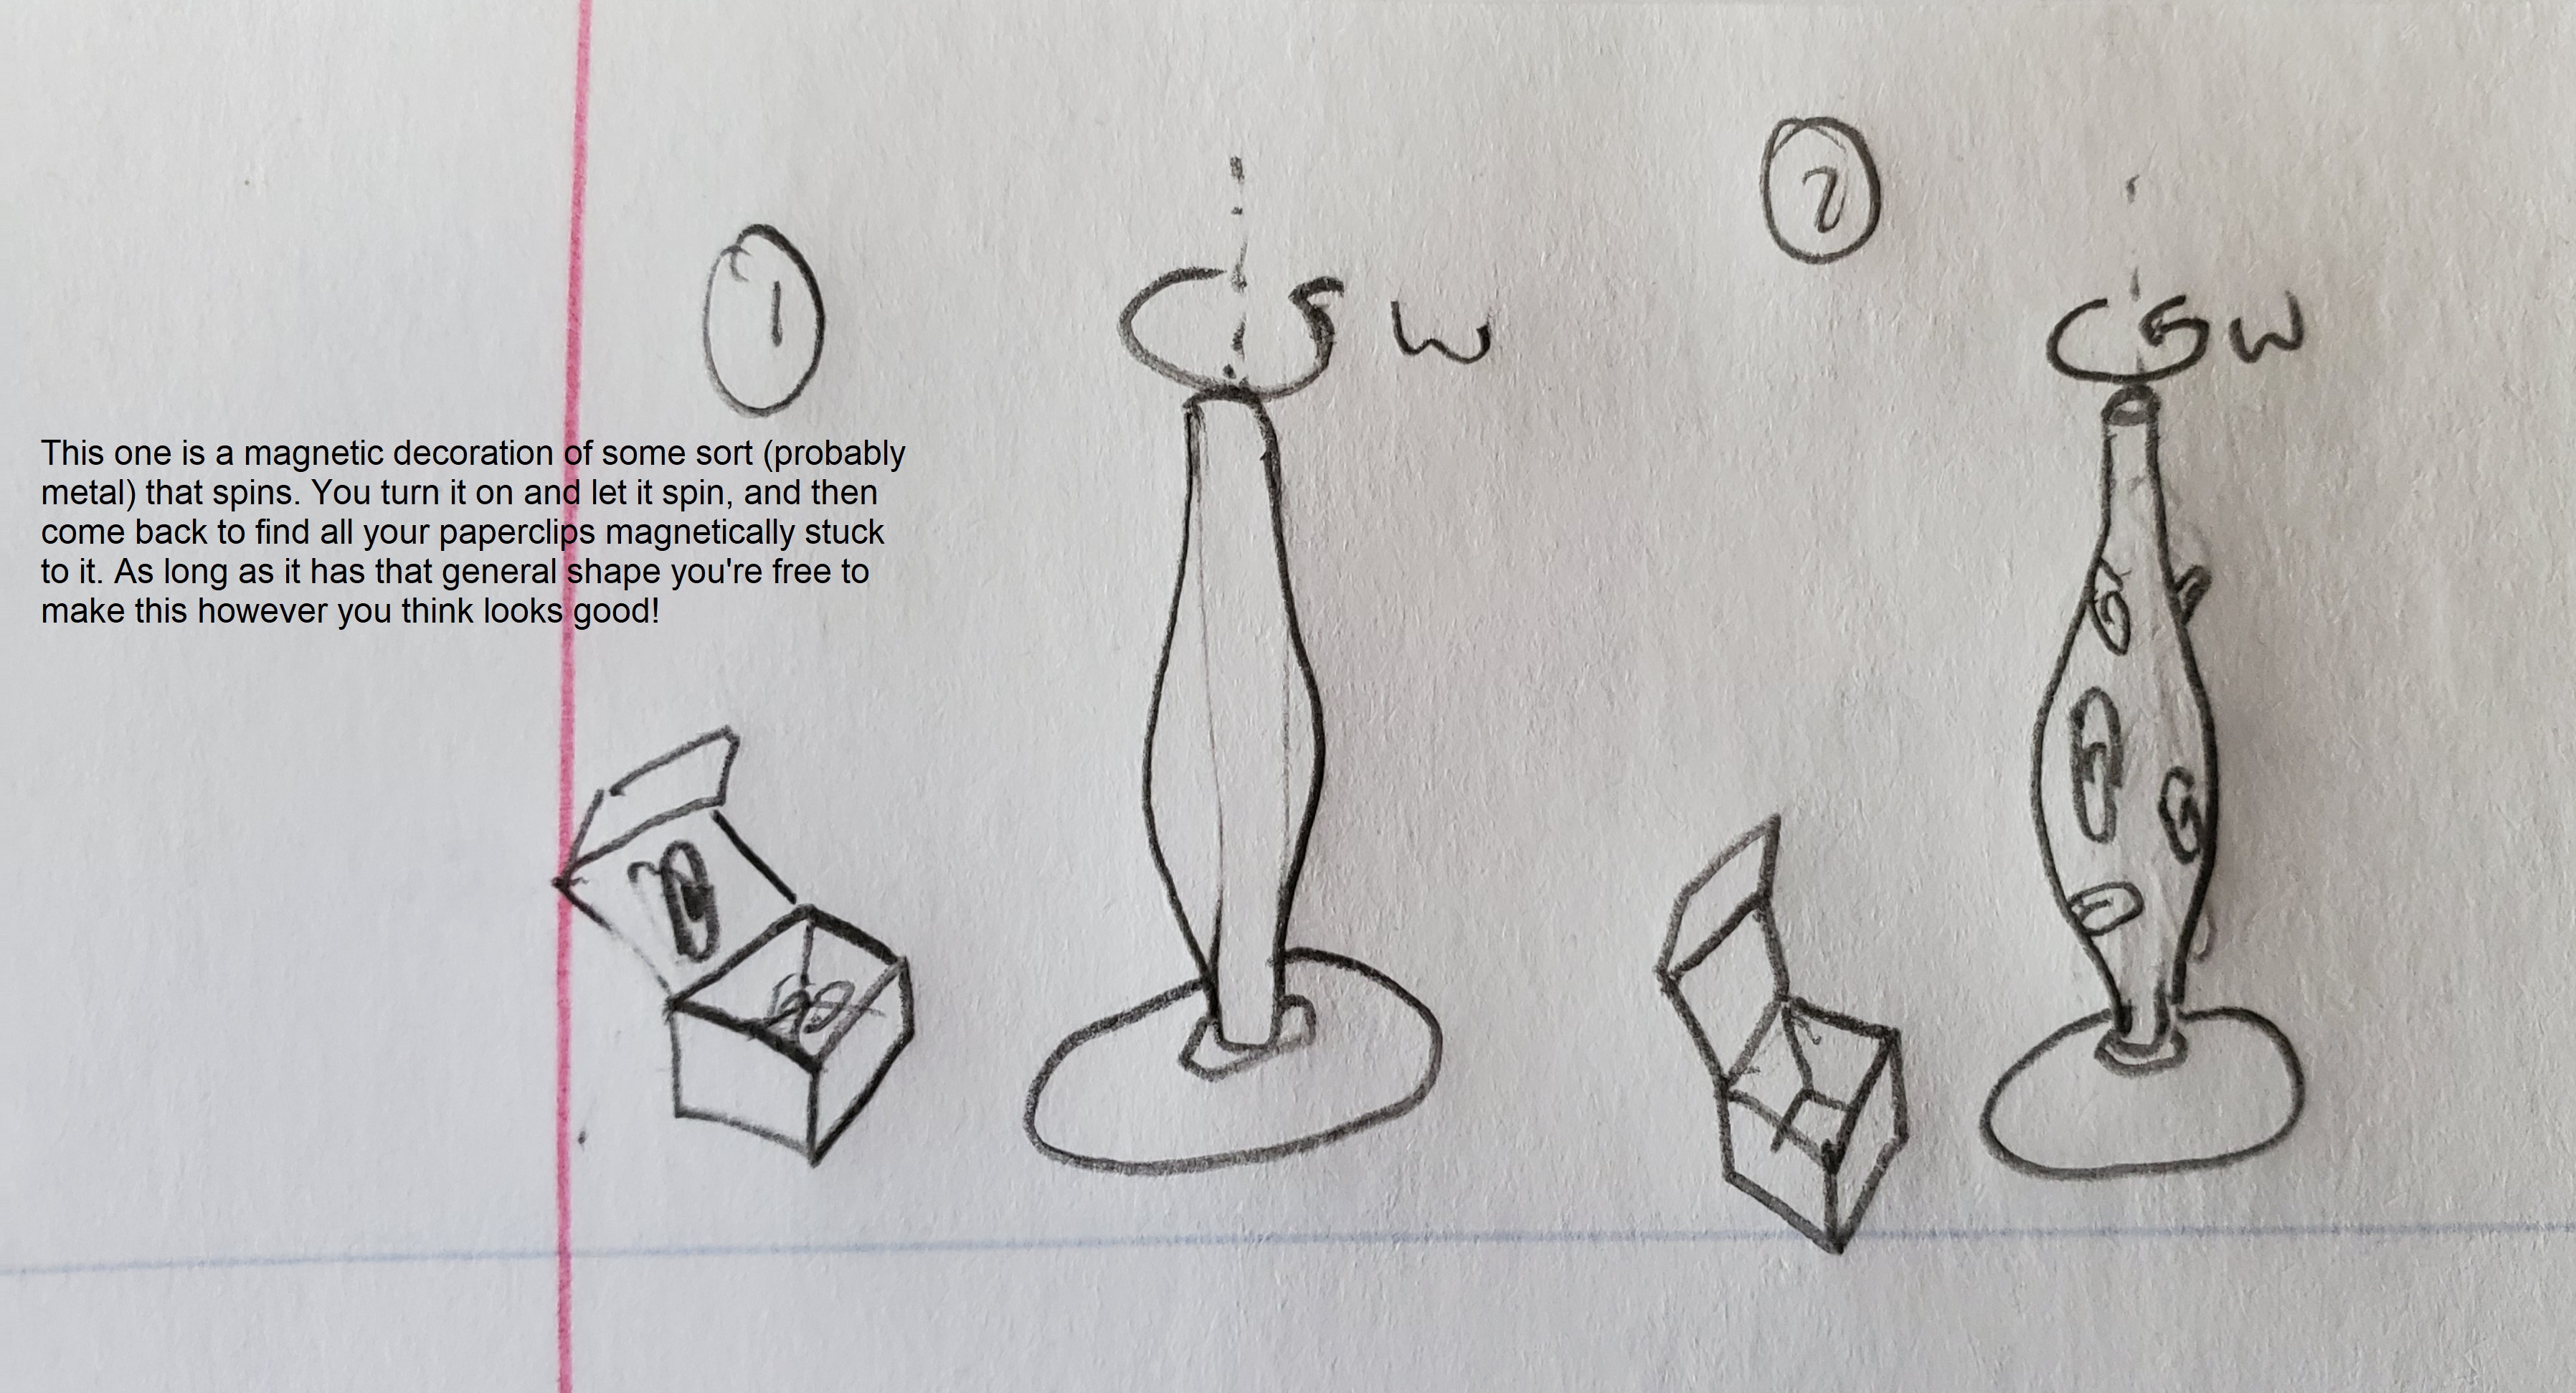 1
2
ω
ω
This one is a magnetic decoration of some sort (probably
metal) that spins. You turn it on and let it spin, and then
come back to find all your paperclips magnetically stuck
to it. As long as it has that general shape you're free to
make this however you think looks good!